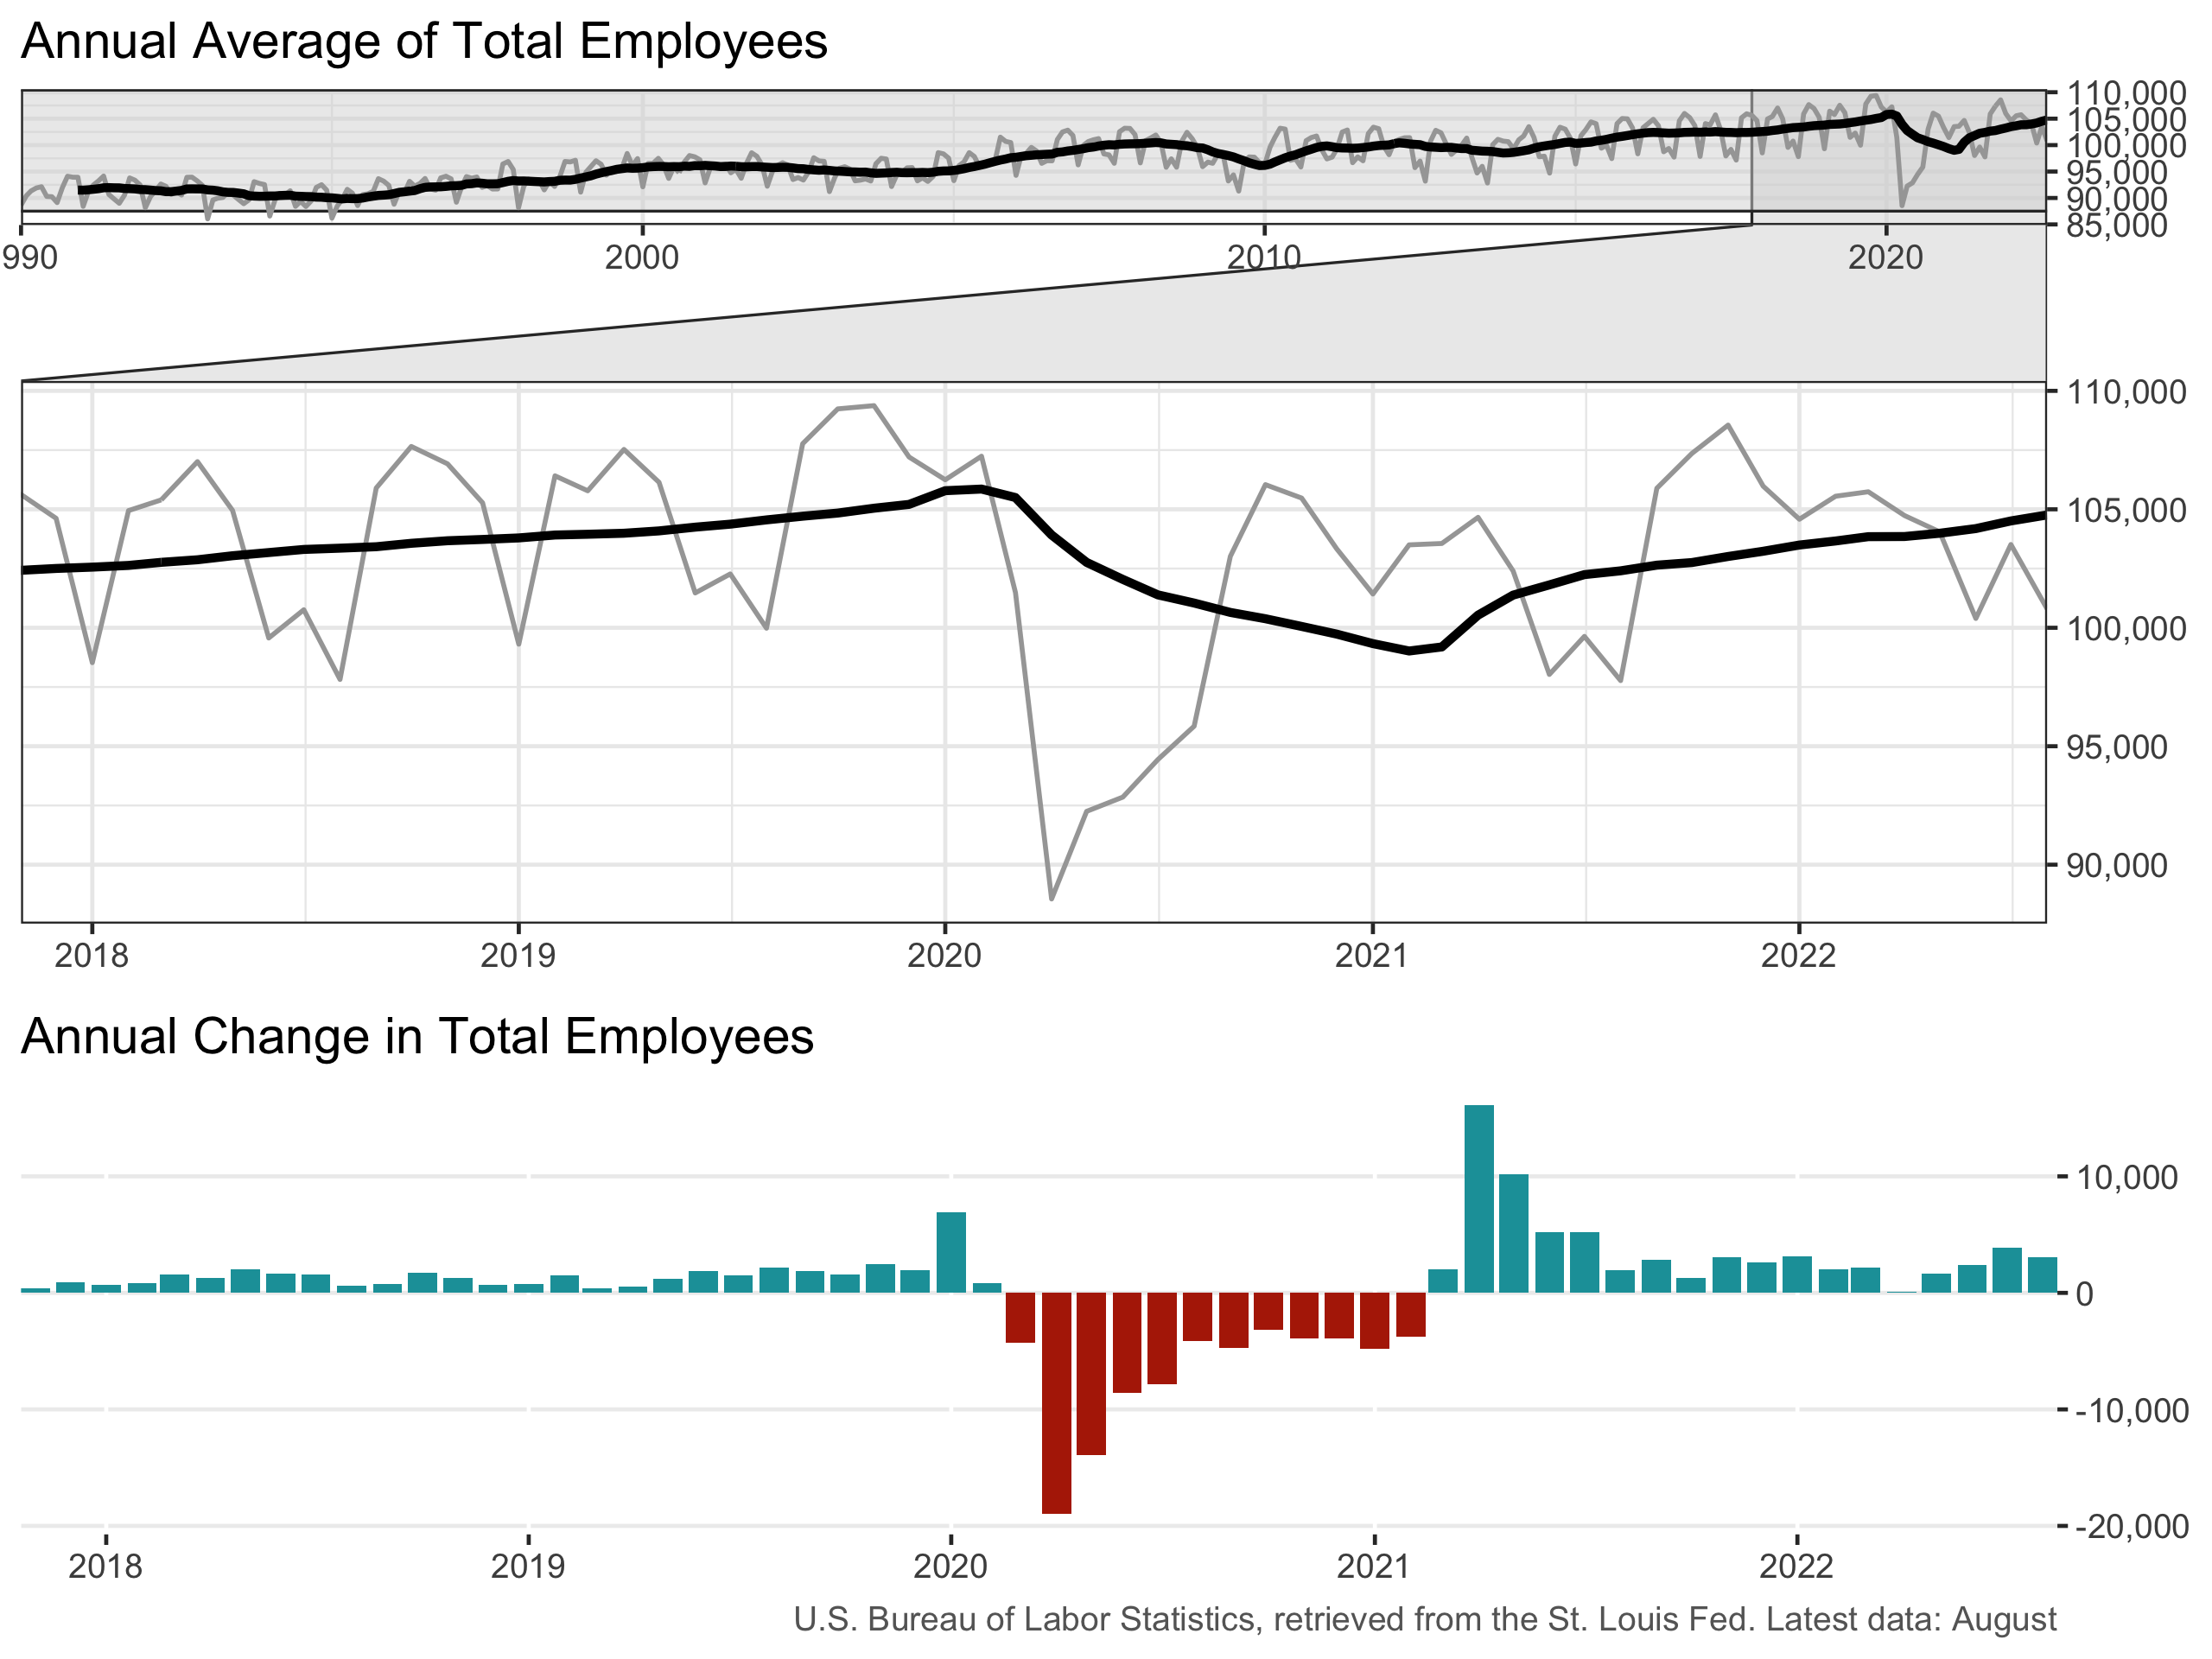 Annual Average of Total Employees
110,000
105,000
100,000
95,000
90,000
85,000
990 2000 2010 2020
110,000
105,000
100,000
95,000
90,000
2018 2019 2020 2021 2022
Annual Change in Total Employees
10,000
0
-10,000
-20,000
2018 2019 2020 2021 2022
U.S. Bureau of Labor Statistics, retrieved from the St. Louis Fed. Latest data: August